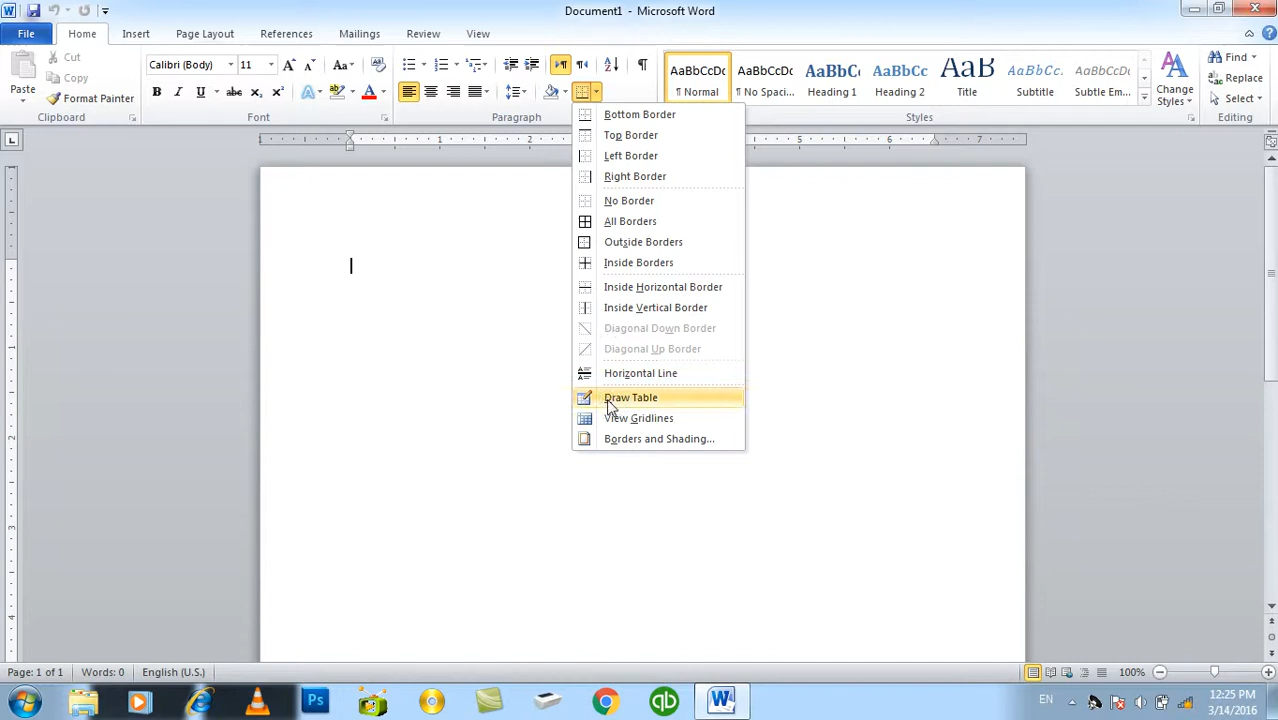 Document1 - Microsoft Word
File Home Insert Page Layout References Mailings Review View
Cut
Copy
Format Painter
Paste
Clipboard
Calibri (Body) 11
Font
Paragraph
AaBbCcDc AaBbCcDc AaBbCc AaBbCc AaB AaBbCc. AaBbCcDc
¶ Normal ¶ No Spaci... Heading 1 Heading 2 Title Subtitle Subtle Em...
Styles
Change Styles
Find
Replace
Select
Editing
Bottom Border
Top Border
Left Border
Right Border
No Border
All Borders
Outside Borders
Inside Borders
Inside Horizontal Border
Inside Vertical Border
Diagonal Down Border
Diagonal Up Border
Horizontal Line
Draw Table
View Gridlines
Borders and Shading...
Page: 1 of 1 Words: 0 English (U.S.) 100%
EN 12:25 PM
3/14/2016